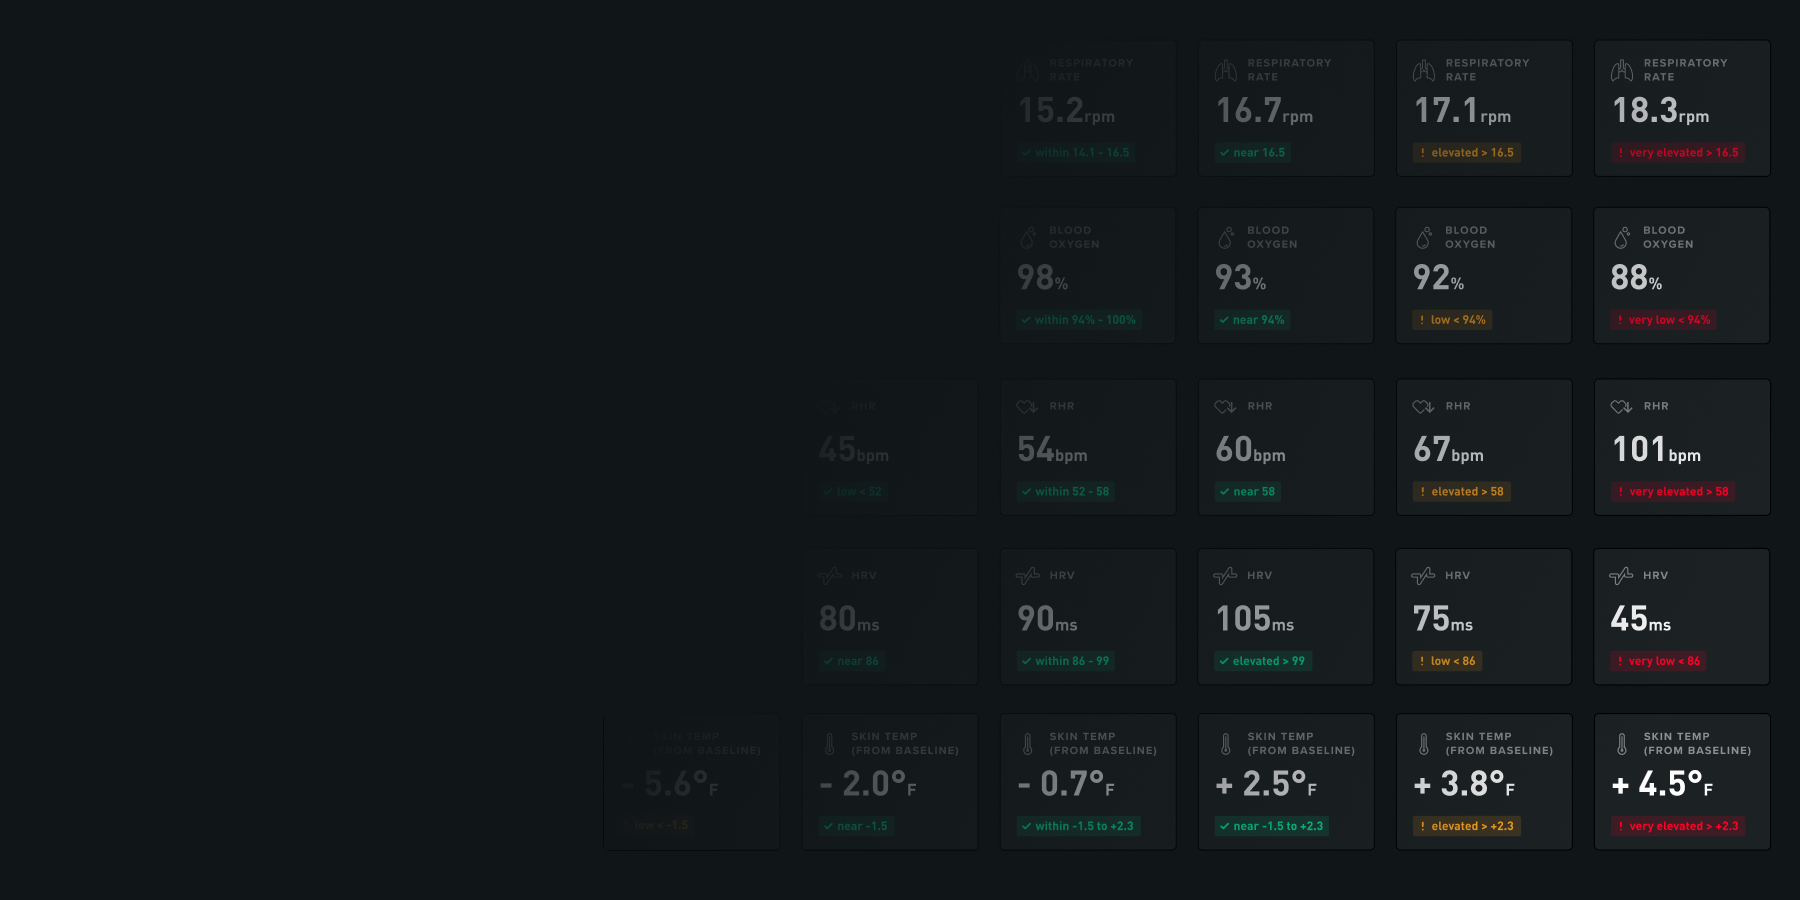 RESPIRATORY
RATE
15.2rpm
within 14.1 - 16.5
RESPIRATORY
RATE
16.7rpm
near 16.5
RESPIRATORY
RATE
17.1rpm
! elevated > 16.5
RESPIRATORY
RATE
18.3rpm
! very elevated > 16.5
BLOOD
OXYGEN
98%
within 94% - 100%
BLOOD
OXYGEN
93%
near 94%
BLOOD
OXYGEN
92%
! low < 94%
BLOOD
OXYGEN
88%
! very low < 94%
RHR
45bpm
low < 52
RHR
54bpm
within 52 - 58
RHR
60bpm
near 58
RHR
67bpm
! elevated > 58
RHR
101bpm
! very elevated > 58
HRV
80ms
near 86
HRV
90ms
within 86 - 99
HRV
105ms
elevated > 99
HRV
75ms
! low < 86
HRV
45ms
! very low < 86
SKIN TEMP
(FROM BASELINE)
- 5.6°F
! low < -1.5
SKIN TEMP
(FROM BASELINE)
- 2.0°F
near -1.5
SKIN TEMP
(FROM BASELINE)
- 0.7°F
within -1.5 to +2.3
SKIN TEMP
(FROM BASELINE)
+ 2.5°F
near -1.5 to +2.3
SKIN TEMP
(FROM BASELINE)
+ 3.8°F
! elevated > +2.3
SKIN TEMP
(FROM BASELINE)
+ 4.5°F
! very elevated > +2.3